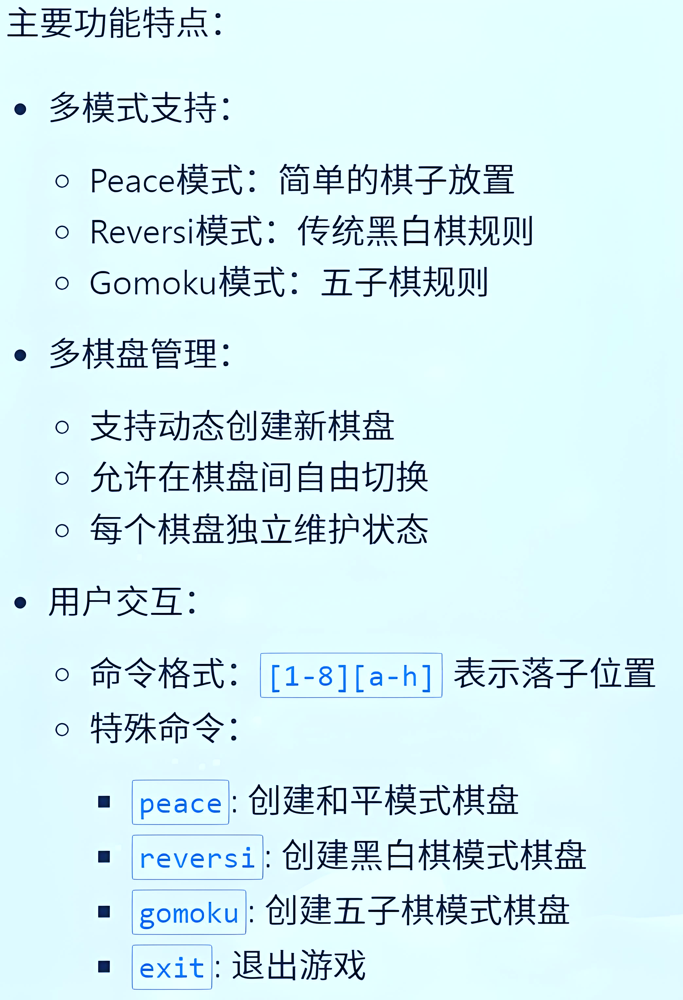 主要功能特点：
• 多模式支持：
○ Peace模式：简单的棋子放置
○ Reversi模式：传统黑白棋规则
○ Gomoku模式：五子棋规则
• 多棋盘管理：
○ 支持动态创建新棋盘
○ 允许在棋盘间自由切换
○ 每个棋盘独立维护状态
• 用户交互：
○ 命令格式：[1-8][a-h] 表示落子位置
○ 特殊命令：
▪ peace: 创建和平模式棋盘
▪ reversi: 创建黑白棋模式棋盘
▪ gomoku: 创建五子棋模式棋盘
▪ exit: 退出游戏